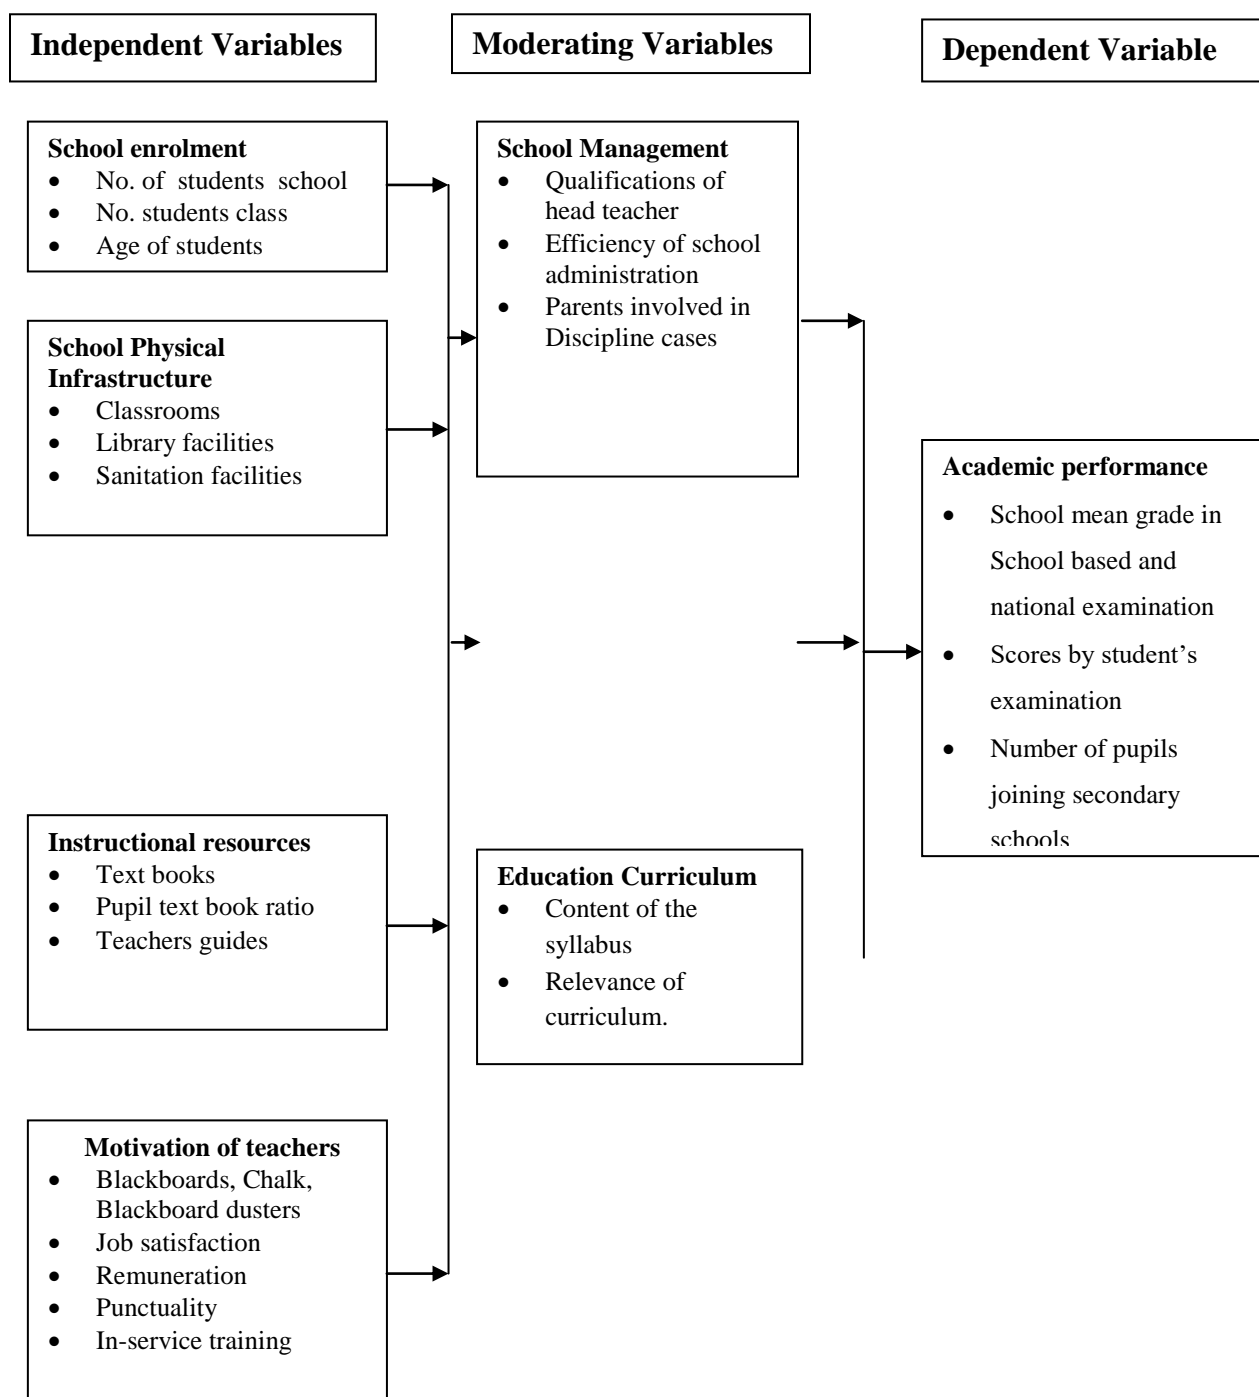 Independent Variables
Moderating Variables
Dependent Variable
School enrolment
• No. of students school
• No. students class
• Age of students
School Physical
Infrastructure
• Classrooms
• Library facilities
• Sanitation facilities
Instructional resources
• Text books
• Pupil text book ratio
• Teachers guides
Motivation of teachers
• Blackboards, Chalk,
Blackboard dusters
• Job satisfaction
• Remuneration
• Punctuality
• In-service training
School Management
• Qualifications of
head teacher
• Efficiency of school
administration
• Parents involved in
Discipline cases
Education Curriculum
• Content of the
syllabus
• Relevance of
curriculum.
Academic performance
• School mean grade in
School based and
national examination
• Scores by student’s
examination
• Number of pupils
joining secondary
schools